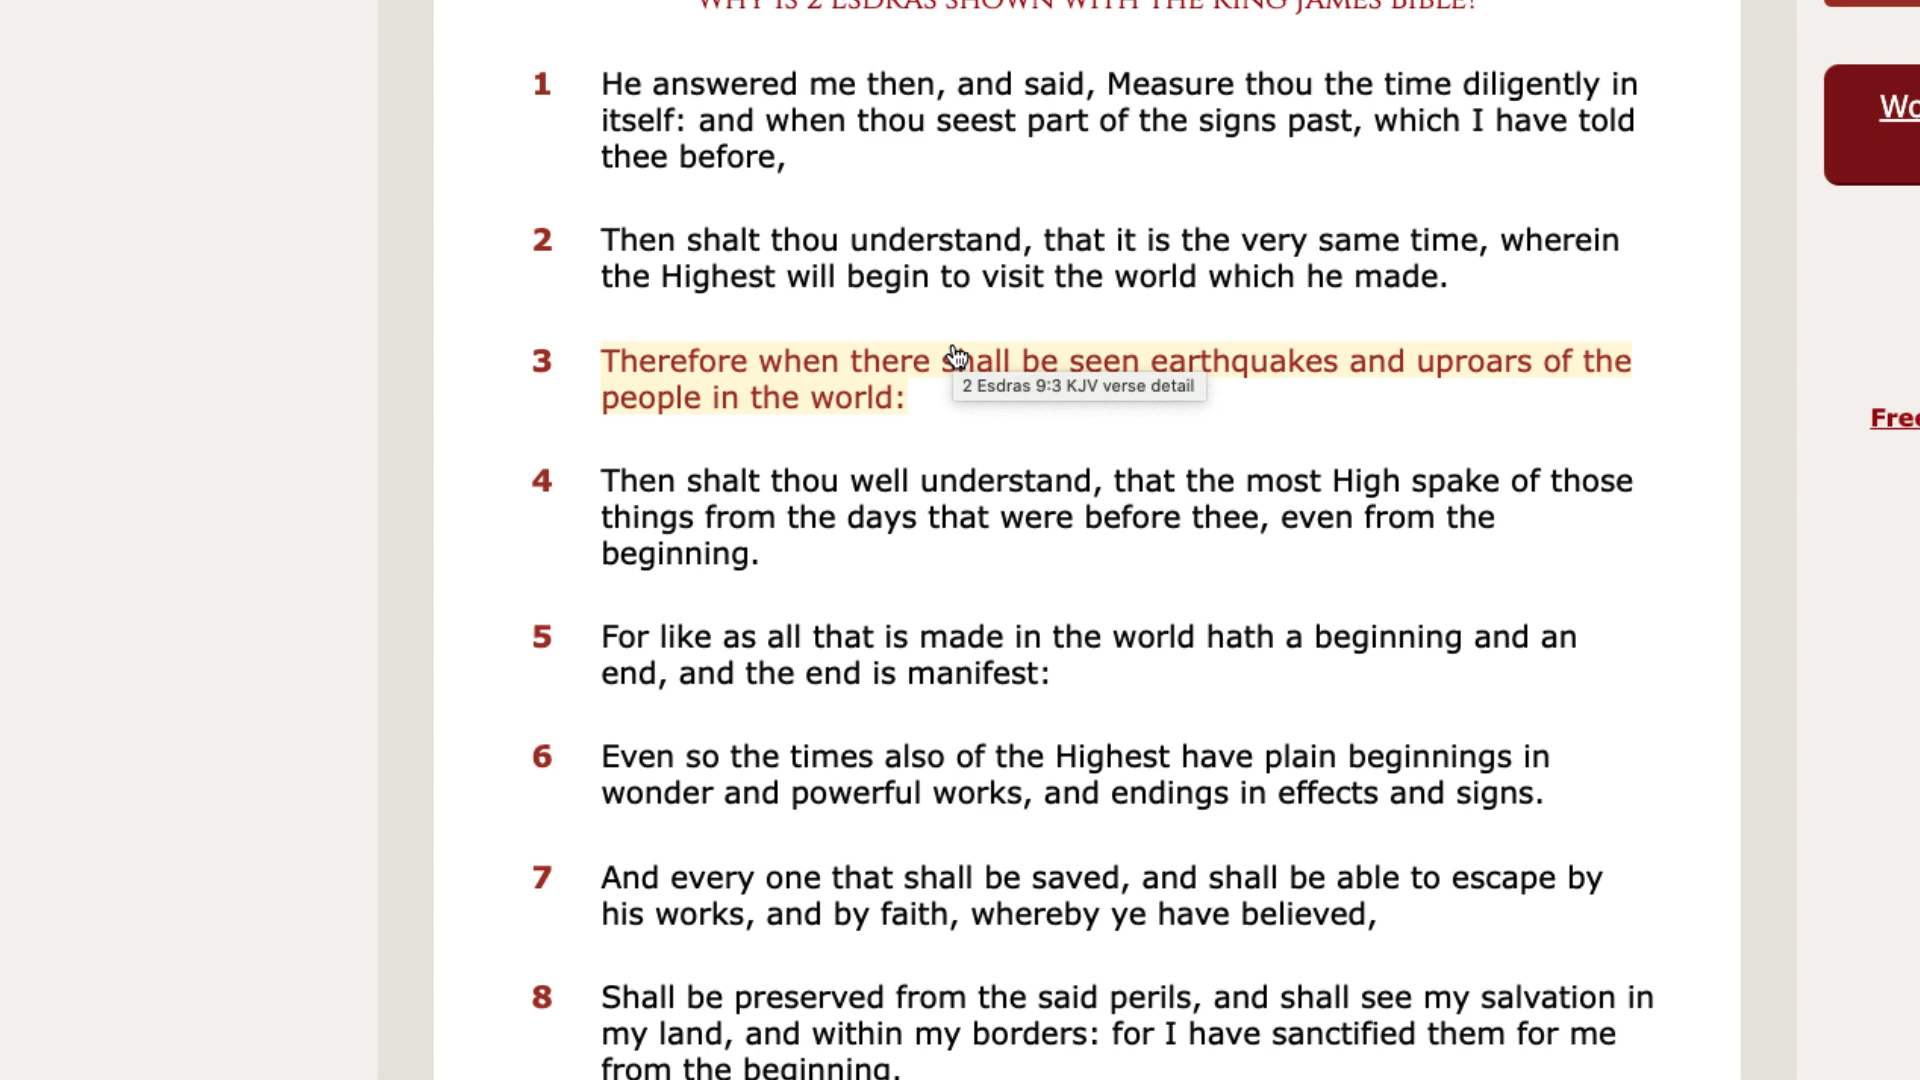 WHY IS 2 ESDRAS SHOWN WITH THE KING JAMES BIBLE?
1 He answered me then, and said, Measure thou the time diligently in
itself: and when thou seest part of the signs past, which I have told
thee before,
2 Then shalt thou understand, that it is the very same time, wherein
the Highest will begin to visit the world which he made.
3 Therefore when there shall be seen earthquakes and uproars of the
people in the world:
2 Esdras 9:3 KJV verse detail
4 Then shalt thou well understand, that the most High spake of those
things from the days that were before thee, even from the
beginning.
5 For like as all that is made in the world hath a beginning and an
end, and the end is manifest:
6 Even so the times also of the Highest have plain beginnings in
wonder and powerful works, and endings in effects and signs.
7 And every one that shall be saved, and shall be able to escape by
his works, and by faith, whereby ye have believed,
8 Shall be preserved from the said perils, and shall see my salvation in
my land, and within my borders: for I have sanctified them for me
from the beginning.